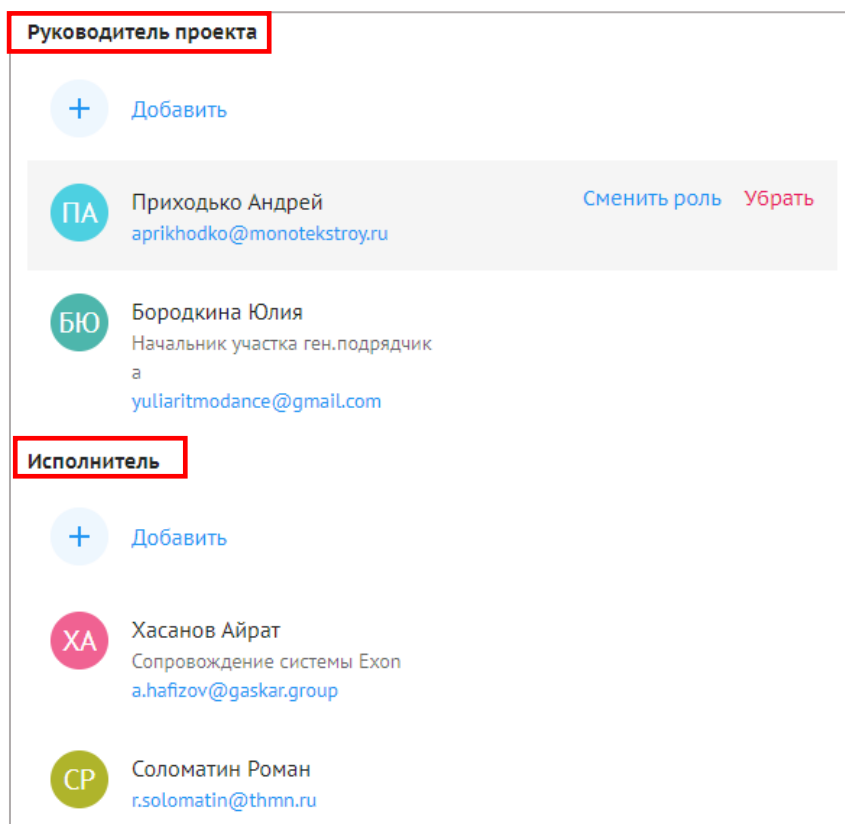 Руководитель проекта
+ Добавить
ПА Приходько Андрей Сменить роль Убрать
aprikhodko@monotekstroy.ru
БЮ Бородкина Юлия
Начальник участка ген.подрядчик
а
yuliaritmodance@gmail.com
Исполнитель
+ Добавить
ХА Хасанов Айрат
Сопровождение системы Exon
a.hafizov@gaskar.group
СР Соломатин Роман
r.solomatin@thmn.ru